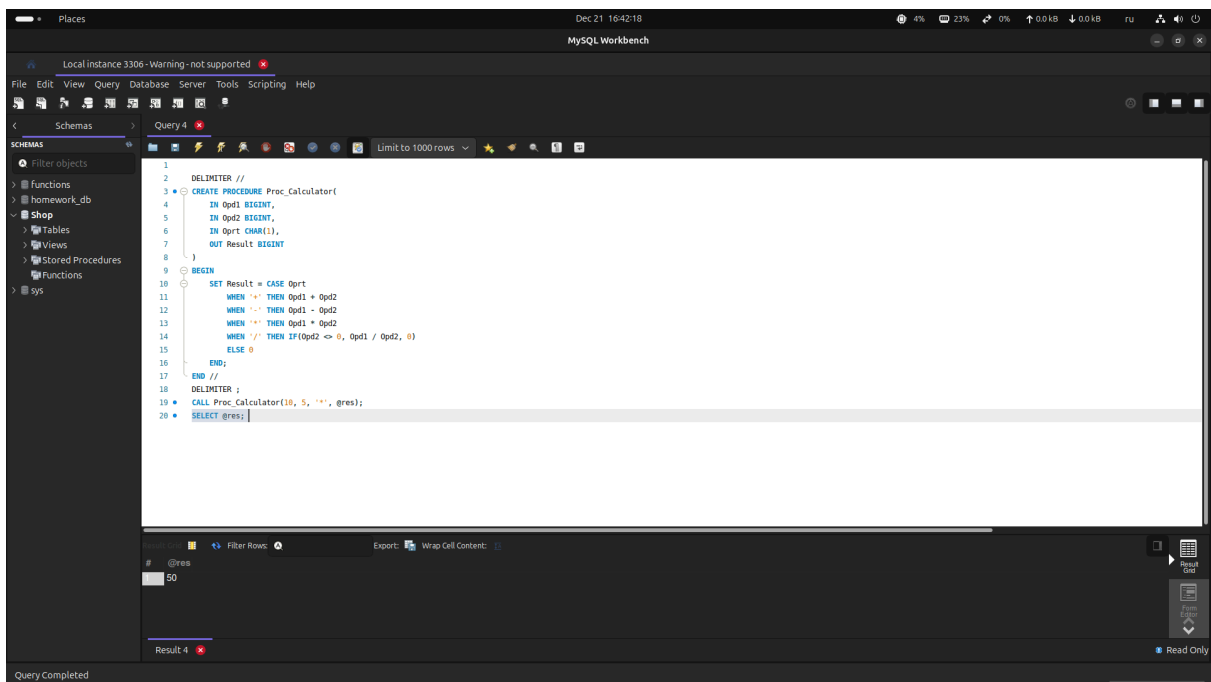 Places
Dec 21 16:42:18
4%
23%
0%
0.0 kB
0.0 kB
ru
MySQL Workbench
Local instance 3306 - Warning - not supported
File Edit View Query Database Server Tools Scripting Help
Schemas
Query 4
SCHEMAS
Limit to 1000 rows
Filter objects
functions
homework_db
Shop
Tables
Views
Stored Procedures
Functions
sys
1
2 DELIMITER //
3 CREATE PROCEDURE Proc_Calculator(
4 IN Opd1 BIGINT,
5 IN Opd2 BIGINT,
6 IN Oprt CHAR(1),
7 OUT Result BIGINT
8 )
9 BEGIN
10 SET Result = CASE Oprt
11 WHEN '+' THEN Opd1 + Opd2
12 WHEN '-' THEN Opd1 - Opd2
13 WHEN '*' THEN Opd1 * Opd2
14 WHEN '/' THEN IF(Opd2 <> 0, Opd1 / Opd2, 0)
15 ELSE 0
16 END;
17 END //
18 DELIMITER ;
19 CALL Proc_Calculator(10, 5, '*', @res);
20 SELECT @res;
Result Grid
Filter Rows:
Export:
Wrap Cell Content:
# @res
1 50
Result Grid
Form Editor
Result 4
Read Only
Query Completed